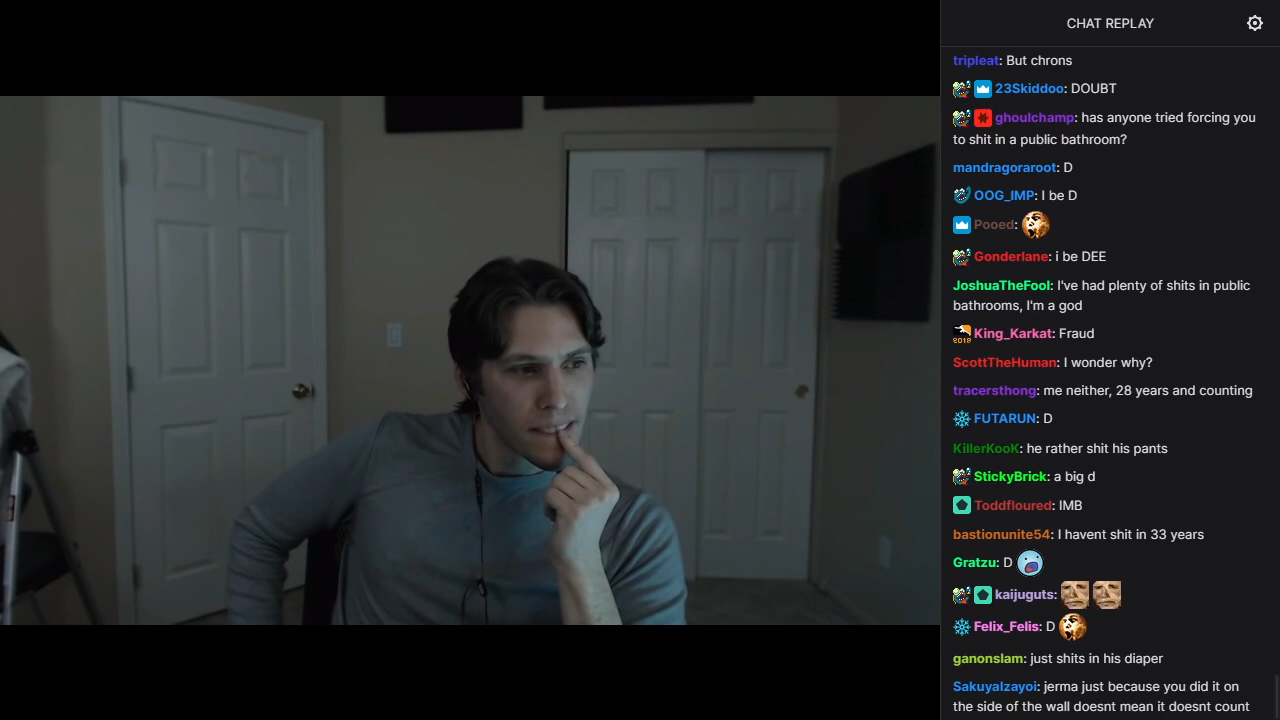 CHAT REPLAY
tripleat: But chrons
23Skiddoo: DOUBT
ghoulchamp: has anyone tried forcing you
to shit in a public bathroom?
mandragoraroot: D
OOG_IMP: I be D
Pooed:
Gonderlane: i be DEE
JoshuaTheFool: I've had plenty of shits in public
bathrooms, I'm a god
King_Karkat: Fraud
ScottTheHuman: I wonder why?
tracersthong: me neither, 28 years and counting
FUTARUN: D
KillerKooK: he rather shit his pants
StickyBrick: a big d
Toddfloured: IMB
bastionunite54: I havent shit in 33 years
Gratzu: D
kaijuguts:
Felix_Felis: D
ganonslam: just shits in his diaper
SakuyaIzayoi: jerma just because you did it on
the side of the wall doesnt mean it doesnt count